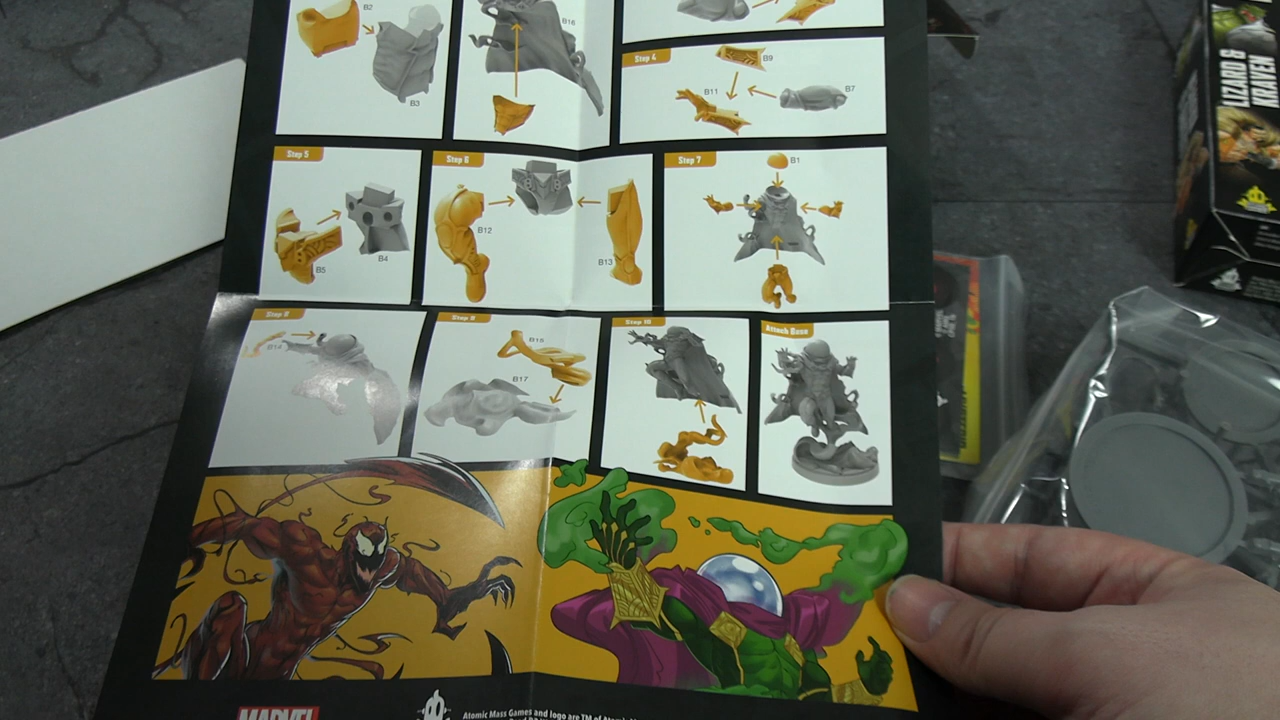 B2
B3
B16
Step 4
B9
B11
B7
Step 5
B5
B4
Step 6
B12
B13
Step 7
B1
B14
B15
B17
Step 10
Attach Base
MARVEL
Atomic Mass Games and logo are TM of Atomic
LIZARD &
KRAVEN